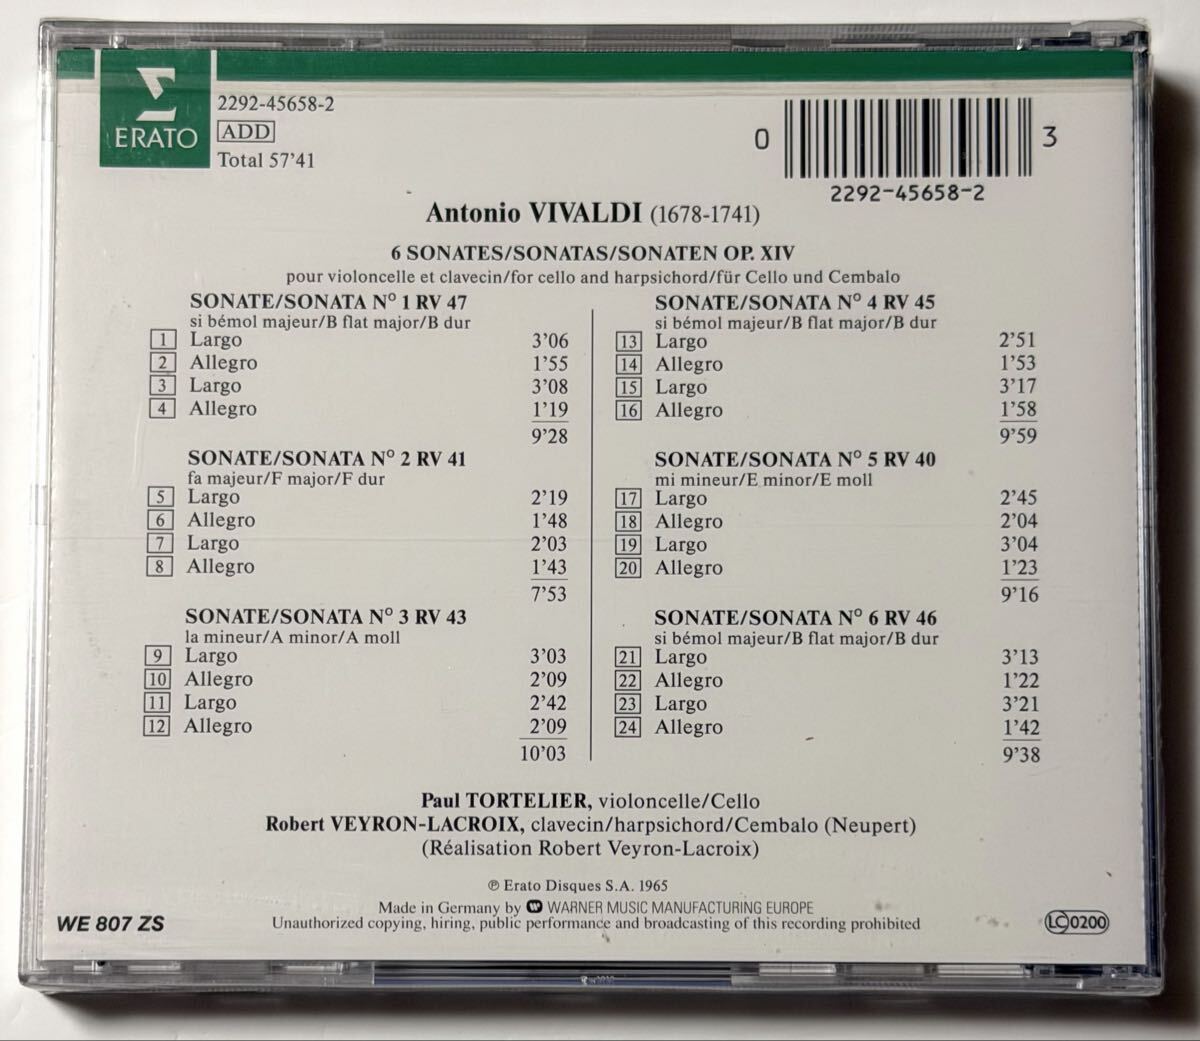 ERATO
2292-45658-2
ADD
Total 57'41
0
3
2292-45658-2
Antonio VIVALDI (1678-1741)
6 SONATES/SONATAS/SONATEN OP. XIV
pour violoncelle et clavecin/for cello and harpsichord/für Cello und Cembalo
SONATE/SONATA Nº 1 RV 47
si bémol majeur/B flat major/B dur
1 Largo 3'06
2 Allegro 1'55
3 Largo 3'08
4 Allegro 1'19
9'28
SONATE/SONATA Nº 2 RV 41
fa majeur/F major/F dur
5 Largo 2'19
6 Allegro 1'48
7 Largo 2'03
8 Allegro 1'43
7'53
SONATE/SONATA Nº 3 RV 43
la mineur/A minor/A moll
9 Largo 3'03
10 Allegro 2'09
11 Largo 2'42
12 Allegro 2'09
10'03
SONATE/SONATA Nº 4 RV 45
si bémol majeur/B flat major/B dur
13 Largo 2'51
14 Allegro 1'53
15 Largo 3'17
16 Allegro 1'58
9'59
SONATE/SONATA Nº 5 RV 40
mi mineur/E minor/E moll
17 Largo 2'45
18 Allegro 2'04
19 Largo 3'04
20 Allegro 1'23
9'16
SONATE/SONATA Nº 6 RV 46
si bémol majeur/B flat major/B dur
21 Largo 3'13
22 Allegro 1'22
23 Largo 3'21
24 Allegro 1'42
9'38
Paul TORTELIER, violoncelle/Cello
Robert VEYRON-LACROIX, clavecin/harpsichord/Cembalo (Neupert)
(Réalisation Robert Veyron-Lacroix)
℗ Erato Disques S.A. 1965
Made in Germany by WARNER MUSIC MANUFACTURING EUROPE
Unauthorized copying, hiring, public performance and broadcasting of this recording prohibited
WE 807 ZS
LC 0200